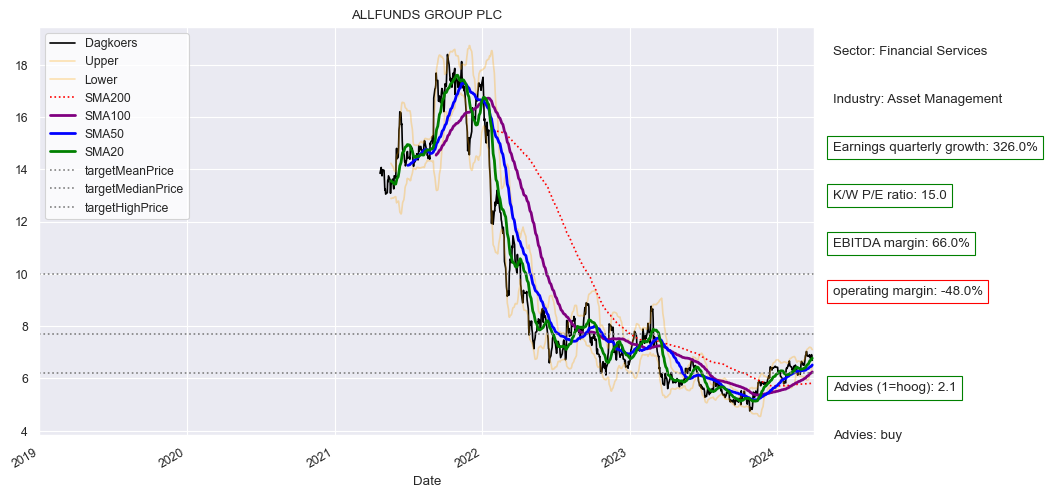 ALLFUNDS GROUP PLC
Dagkoers
Upper
Lower
SMA200
SMA100
SMA50
SMA20
targetMeanPrice
targetMedianPrice
targetHighPrice
18
16
14
12
10
8
6
4
2019
2020
2021
2022
2023
2024
Date
Sector: Financial Services
Industry: Asset Management
Earnings quarterly growth: 326.0%
K/W P/E ratio: 15.0
EBITDA margin: 66.0%
operating margin: -48.0%
Advies (1=hoog): 2.1
Advies: buy